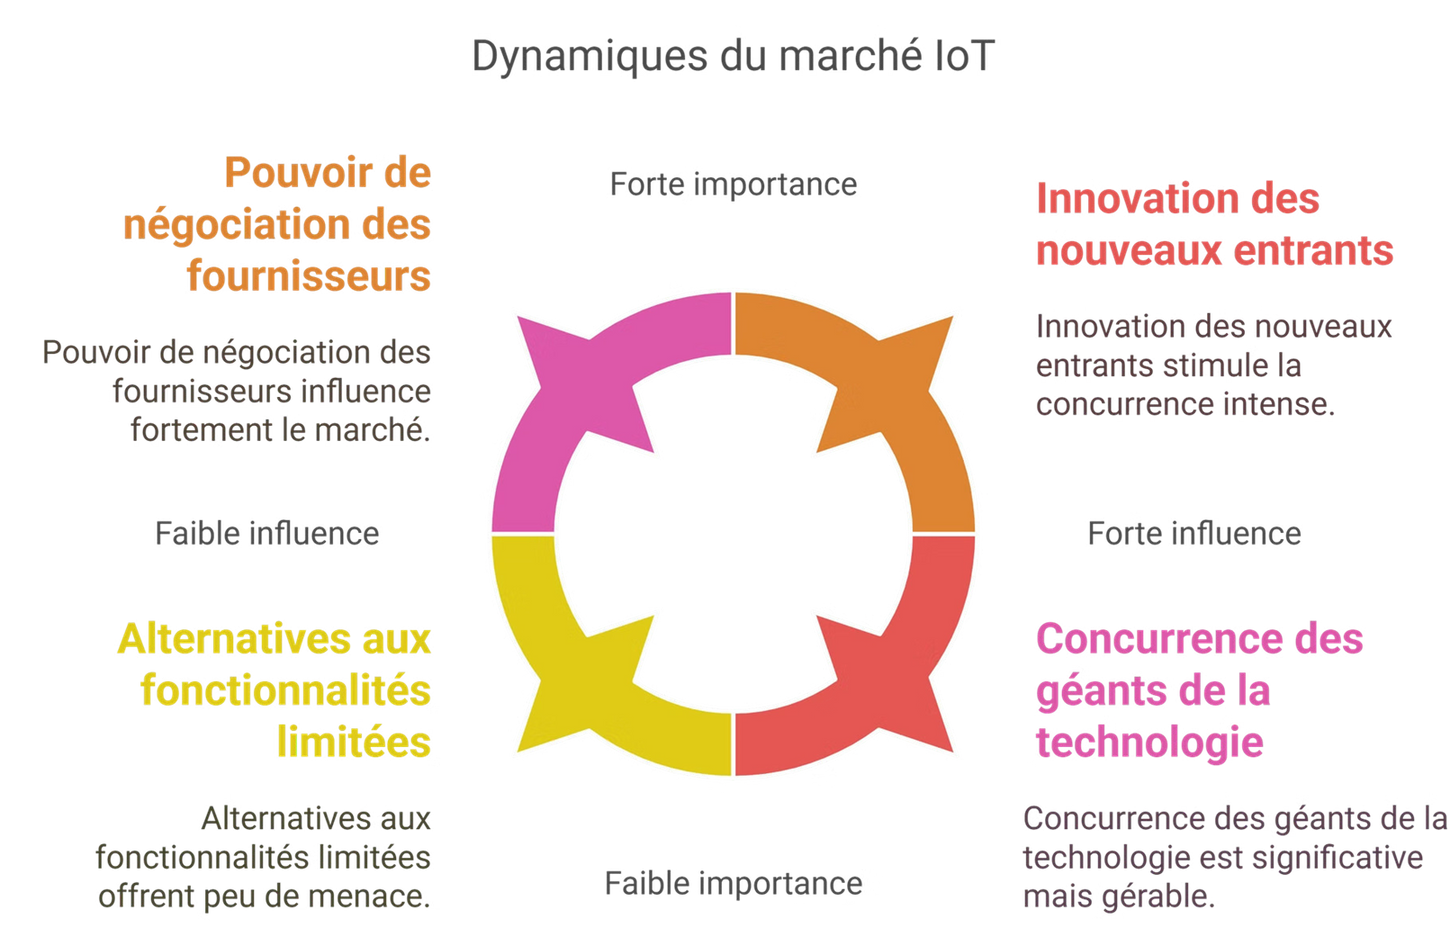 Dynamiques du marché IoT
Forte importance
Pouvoir de
négociation des
fournisseurs
Pouvoir de négociation des
fournisseurs influence
fortement le marché.
Innovation des
nouveaux entrants
Innovation des nouveaux
entrants stimule la
concurrence intense.
Faible influence
Forte influence
Alternatives aux
fonctionnalités
limitées
Alternatives aux
fonctionnalités limitées
offrent peu de menace.
Concurrence des
géants de la
technologie
Concurrence des géants de la
technologie est significative
mais gérable.
Faible importance